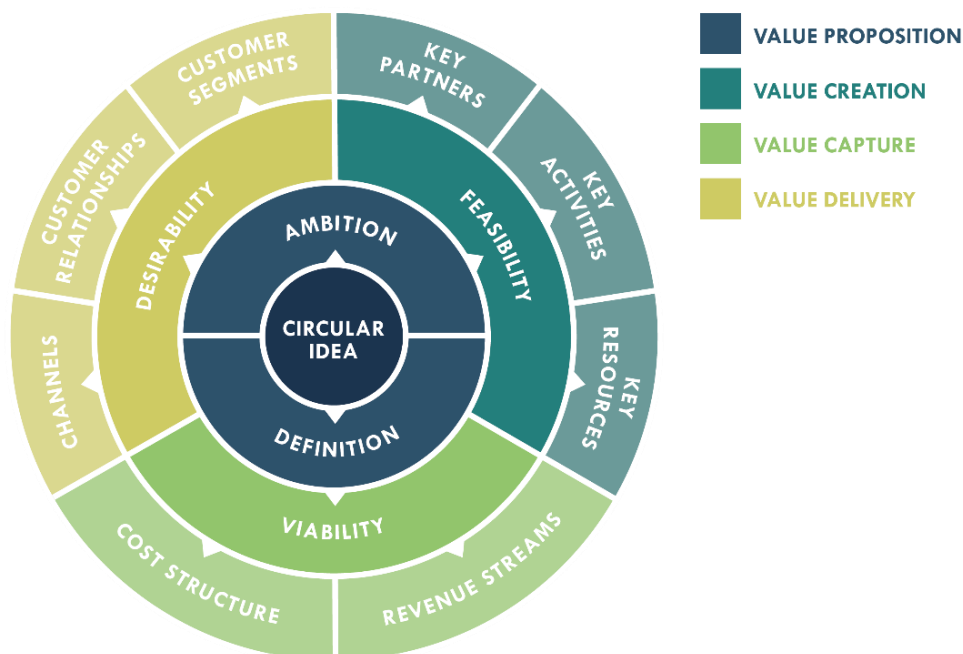 CUSTOMER
SEGMENTS
KEY
PARTNERS
CUSTOMER
RELATIONSHIPS
KEY
ACTIVITIES
CHANNELS
KEY
RESOURCES
DESIRABILITY
FEASIBILITY
AMBITION
CIRCULAR
IDEA
DEFINITION
VIABILITY
COST STRUCTURE
REVENUE STREAMS
VALUE PROPOSITION
VALUE CREATION
VALUE CAPTURE
VALUE DELIVERY